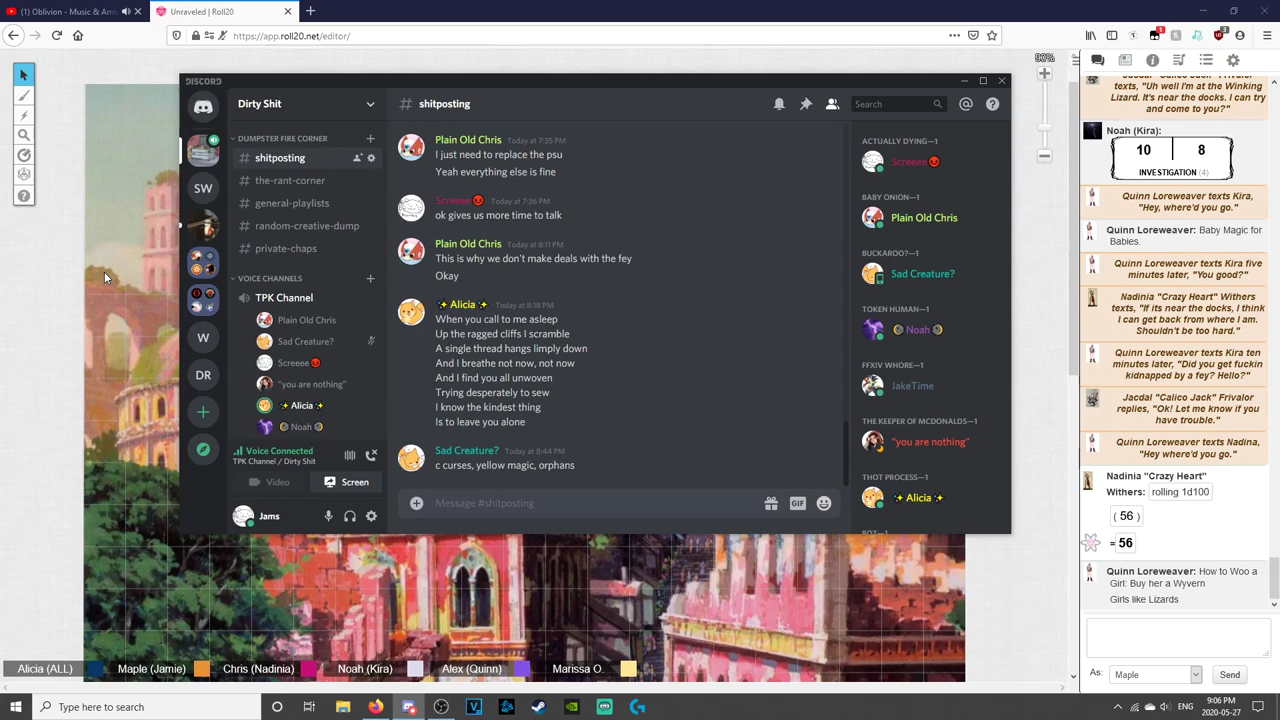 (1) Oblivion - Music & Amb
Unraveled | Roll20
https://app.roll20.net/editor/
90%
DISCORD
Dirty Shit
# shitposting
Search
DUMPSTER FIRE CORNER
# shitposting
# the-rant-corner
# general-playlists
# random-creative-dump
# private-chaps
VOICE CHANNELS
TPK Channel
Plain Old Chris
Sad Creature?
Screeee
"you are nothing"
Alicia
Noah
Voice Connected
TPK Channel / Dirty Shit
Video
Screen
Jams
SW
W
DR
Plain Old Chris Today at 7:35 PM
I just need to replace the psu
Yeah everything else is fine
Screeee Today at 7:36 PM
ok gives us more time to talk
Plain Old Chris Today at 8:11 PM
This is why we don't make deals with the fey
Okay
Alicia Today at 8:18 PM
When you call to me asleep
Up the ragged cliffs I scramble
A single thread hangs limply down
And I breathe not now, not now
And I find you all unwoven
Trying desperately to sew
I know the kindest thing
Is to leave you alone
Sad Creature? Today at 8:44 PM
c curses, yellow magic, orphans
Message #shitposting
GIF
ACTUALLY DYING—1
Screeee
BABY ONION—1
Plain Old Chris
BUCKAROO?—1
Sad Creature?
TOKEN HUMAN—1
Noah
FFXIV WHORE—1
JakeTime
THE KEEPER OF MCDONALDS—1
"you are nothing"
THOT PROCESS—1
Alicia
BOT—1
Jacdal "Calico Jack" Frivalor
texts, "Uh well I'm at the Winking
Lizard. It's near the docks. I can try
and come to you?"
Noah (Kira):
10 8
INVESTIGATION (4)
Quinn Loreweaver texts Kira,
"Hey, where'd you go."
Quinn Loreweaver: Baby Magic for
Babies.
Quinn Loreweaver texts Kira five
minutes later, "You good?"
Nadinia "Crazy Heart" Withers
texts, "If its near the docks, I think
I can get back from where I am.
Shouldn't be too hard."
Quinn Loreweaver texts Kira ten
minutes later, "Did you get fuckin
kidnapped by a fey? Hello?"
Jacdal "Calico Jack" Frivalor
replies, "Ok! Let me know if you
have trouble."
Quinn Loreweaver texts Nadina,
"Hey where'd you go."
Nadinia "Crazy Heart"
Withers: rolling 1d100
( 56 )
= 56
Quinn Loreweaver: How to Woo a
Girl: Buy her a Wyvern
Girls like Lizards
As: Maple
Send
Alicia (ALL)
Maple (Jamie)
Chris (Nadinia)
Noah (Kira)
Alex (Quinn)
Marissa O.
Type here to search
ENG
9:06 PM
2020-05-27